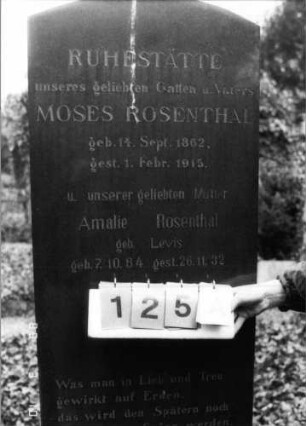 RUHESTÄTTE
unseres geliebten Gatten u. Vaters
MOSES ROSENTHAL
geb. 14. Sept. 1862,
gest. 1. Febr. 1915.
u. unserer geliebten Mutter
Amalie Rosenthal
geb. Levis
geb. 7.10.84 gest. 26.11.32
125
Was man in Lieb und Treu
gewirkt auf Erden,
das wird den Spätern noch